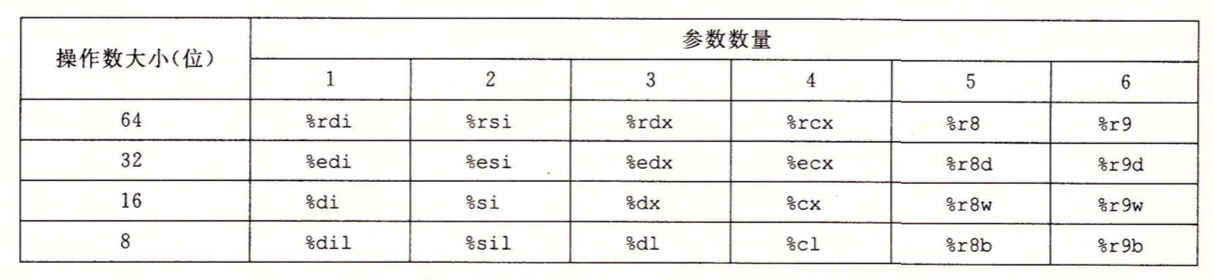 操作数大小(位) 参数数量
1 2 3 4 5 6
64 %rdi %rsi %rdx %rcx %r8 %r9
32 %edi %esi %edx %ecx %r8d %r9d
16 %di %si %dx %cx %r8w %r9w
8 %dil %sil %dl %cl %r8b %r9b